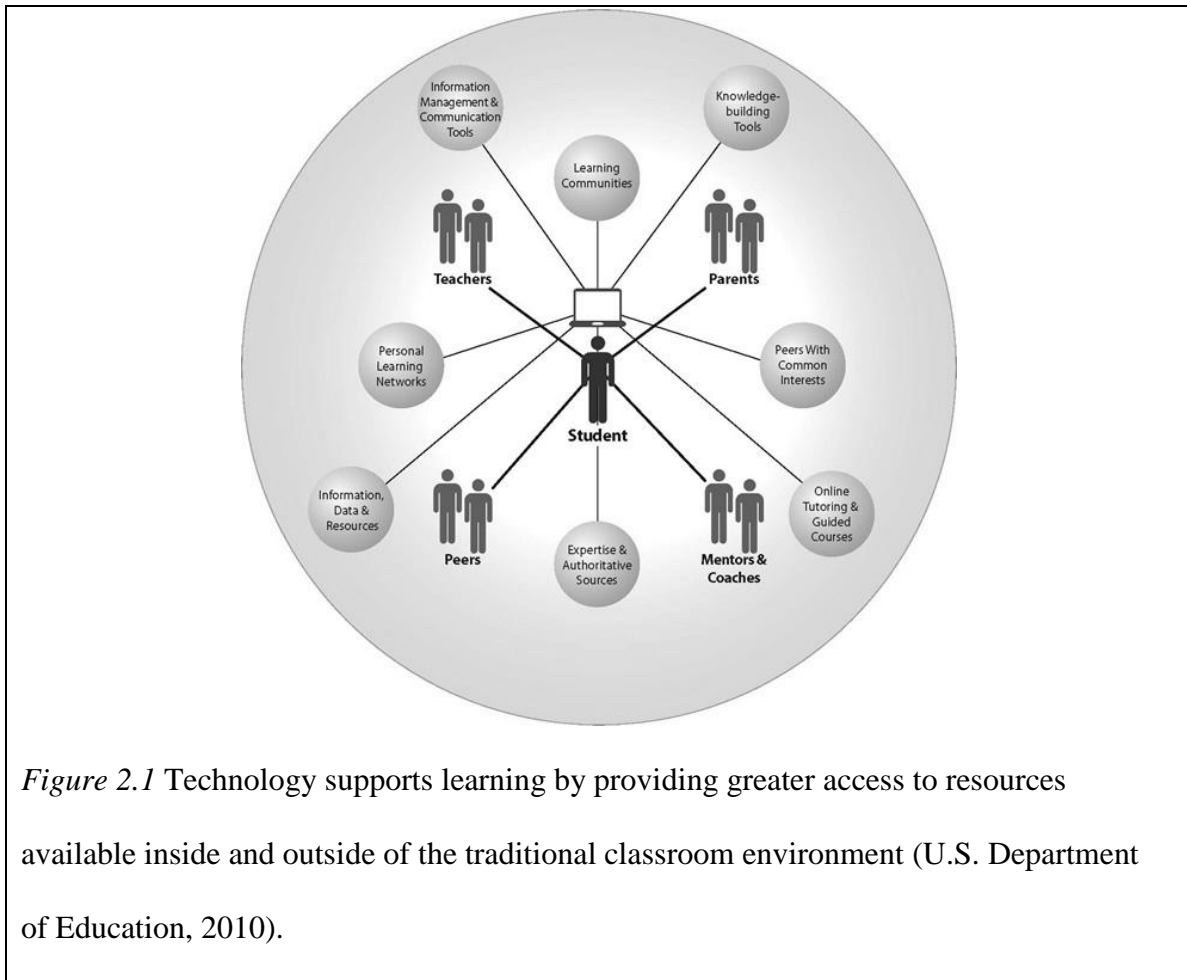 Information
Management &
Communication
Tools
Knowledge-
building
Tools
Learning
Communities
Teachers
Parents
Personal
Learning
Networks
Peers With
Common
Interests
Student
Information,
Data &
Resources
Online
Tutoring &
Guided
Courses
Peers
Expertise &
Authoritative
Sources
Mentors &
Coaches
Figure 2.1 Technology supports learning by providing greater access to resources
available inside and outside of the traditional classroom environment (U.S. Department
of Education, 2010).